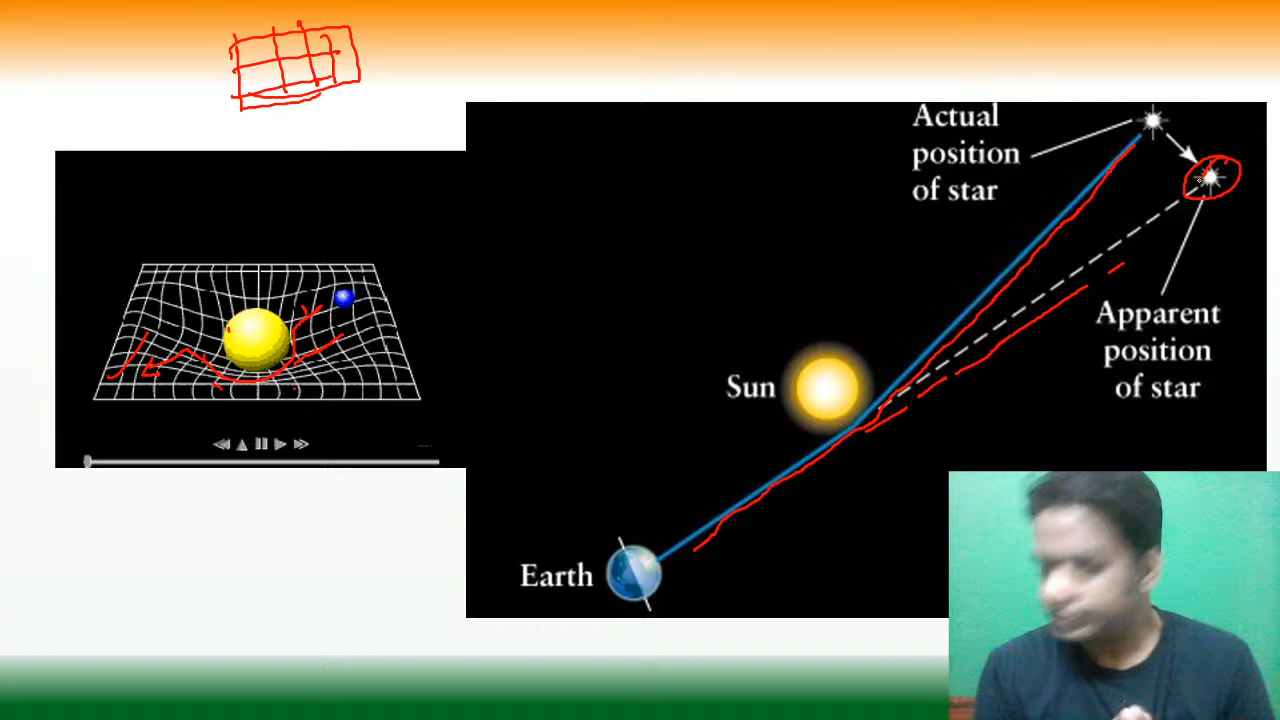 Actual
position
of star
Sun
Apparent
position
of star
Earth